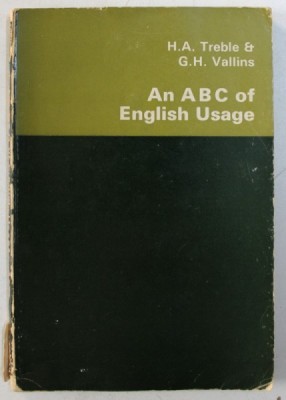 H.A. Treble &
G.H. Vallins
An ABC of
English Usage